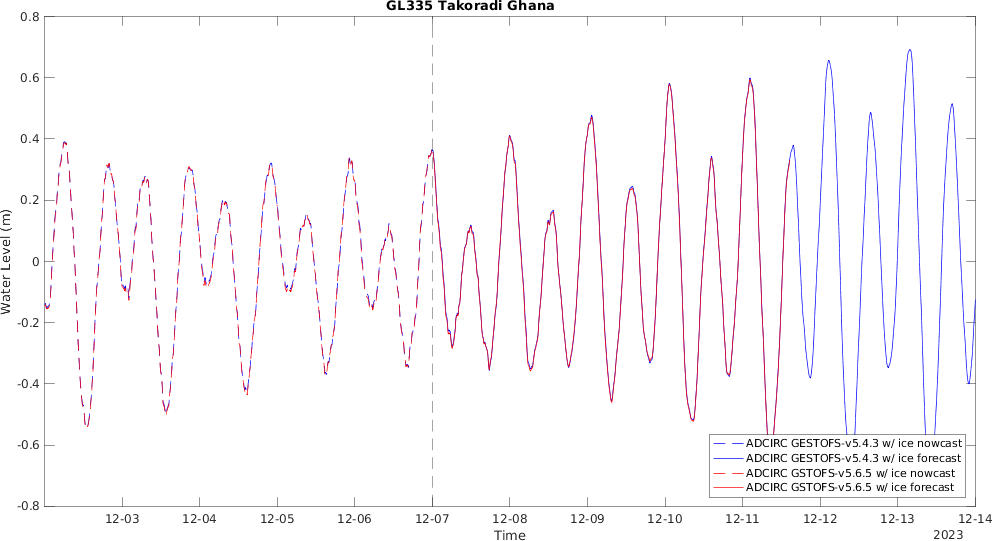 GL335 Takoradi Ghana
0.8
0.6
0.4
0.2
0
-0.2
-0.4
-0.6
-0.8
Water Level (m)
ADCIRC GESTOFS-v5.4.3 w/ ice nowcast
ADCIRC GESTOFS-v5.4.3 w/ ice forecast
ADCIRC GSTOFS-v5.6.5 w/ ice nowcast
ADCIRC GSTOFS-v5.6.5 w/ ice forecast
12-03 12-04 12-05 12-06 12-07 12-08 12-09 12-10 12-11 12-12 12-13 12-14
Time
2023